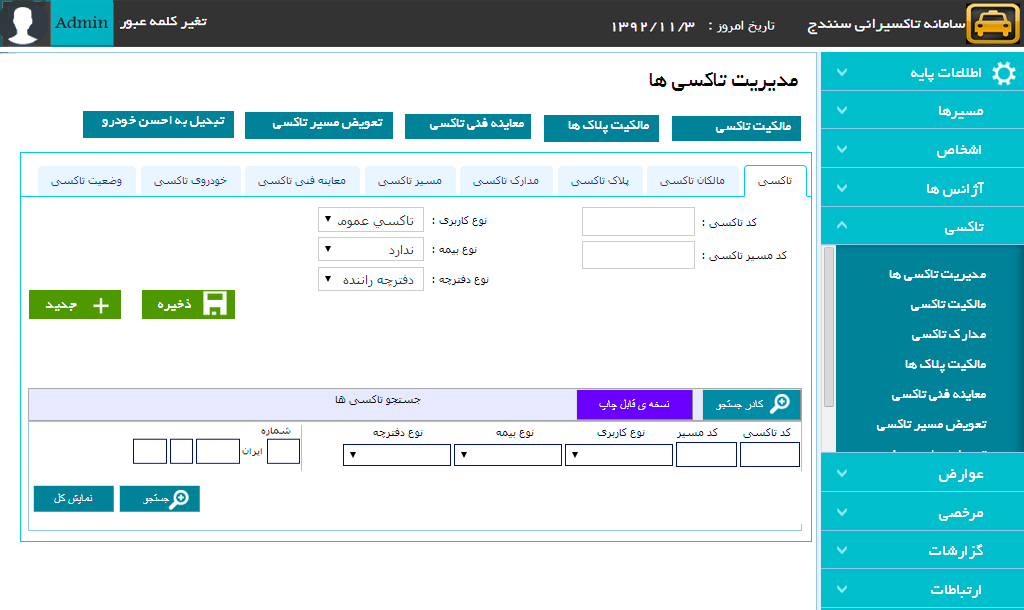 سامانه تاکسیرانی سنندج
تاریخ امروز : ۱۳۹۲/۱۱/۳
تغیر کلمه عبور
Admin
اطلاعات پایه
مسیرها
اشخاص
آژانس ها
تاکسی
مدیریت تاکسی ها
مالکیت تاکسی
مدارک تاکسی
مالکیت پلاک ها
معاینه فنی تاکسی
تعویض مسیر تاکسی
عوارض
مرخصی
گزارشات
ارتباطات
مدیریت تاکسی ها
مالکیت تاکسی مالکیت پلاک ها معاینه فنی تاکسی تعویض مسیر تاکسی تبدیل به احسن خودرو
تاکسی مالکان تاکسی پلاک تاکسی مدارک تاکسی مسیر تاکسی معاینه فنی تاکسی خودروی تاکسی وضعیت تاکسی
کد تاکسی : نوع کاربری : تاکسي عموم
کد مسیر تاکسی : نوع بیمه : ندارد
نوع دفترچه : دفترچه راننده
ذخیره جدید
کادر جستجو نسخه ی قابل چاپ جستجو تاکسی ها
کد تاکسی کد مسیر نوع کاربری نوع بیمه نوع دفترچه شماره
ایران
جستجو نمایش کل